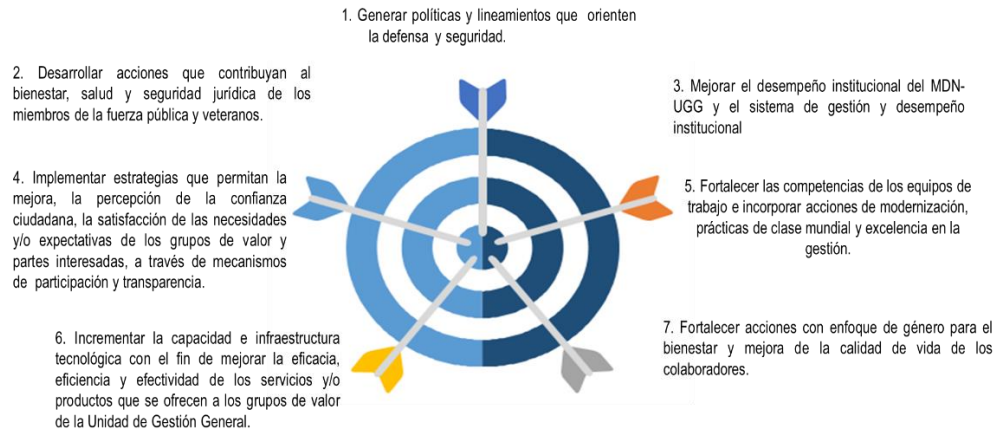 1. Generar políticas y lineamientos que orienten
la defensa y seguridad.
2. Desarrollar acciones que contribuyan al
bienestar, salud y seguridad jurídica de los
miembros de la fuerza pública y veteranos.
3. Mejorar el desempeño institucional del MDN-
UGG y el sistema de gestión y desempeño
institucional
4. Implementar estrategias que permitan la
mejora, la percepción de la confianza
ciudadana, la satisfacción de las necesidades
y/o expectativas de los grupos de valor y
partes interesadas, a través de mecanismos
de participación y transparencia.
5. Fortalecer las competencias de los equipos de
trabajo e incorporar acciones de modernización,
prácticas de clase mundial y excelencia en la
gestión.
6. Incrementar la capacidad e infraestructura
tecnológica con el fin de mejorar la eficacia,
eficiencia y efectividad de los servicios y/o
productos que se ofrecen a los grupos de valor
de la Unidad de Gestión General.
7. Fortalecer acciones con enfoque de género para el
bienestar y mejora de la calidad de vida de los
colaboradores.